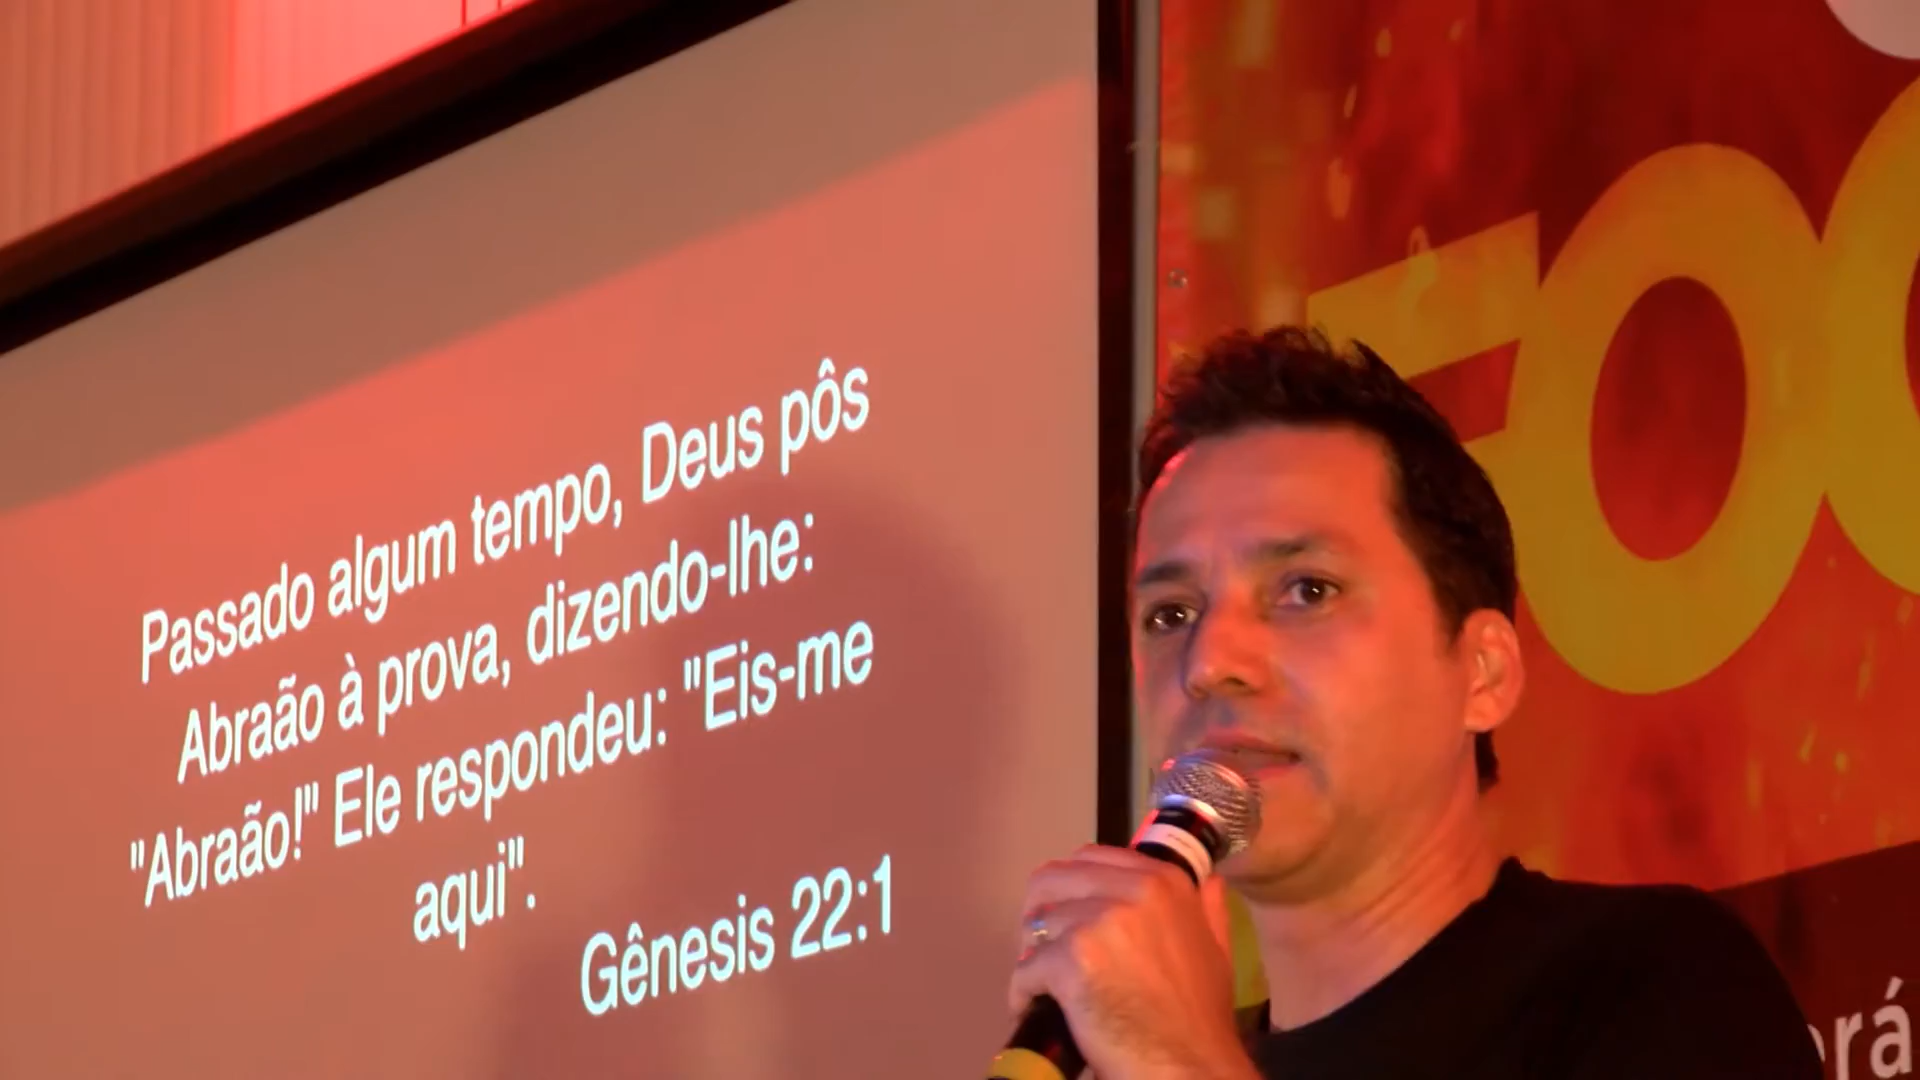 Passado algum tempo, Deus pôs
Abraão à prova, dizendo-lhe:
"Abraão!" Ele respondeu: "Eis-me
aqui".
Gênesis 22:1